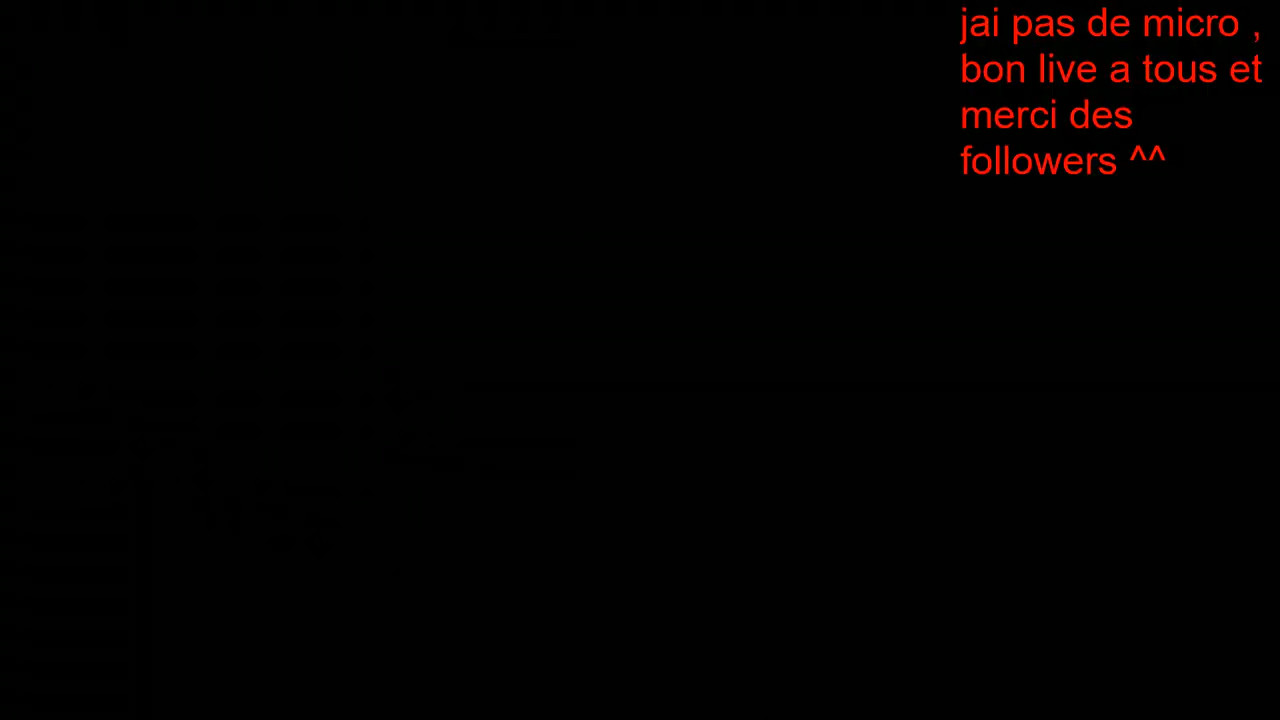 jai pas de micro ,
bon live a tous et
merci des
followers ^^